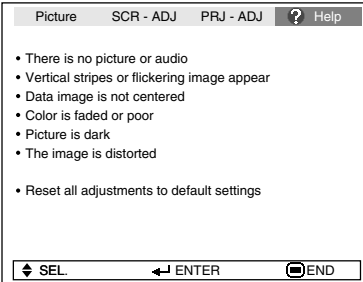 Picture SCR - ADJ PRJ - ADJ ? Help
• There is no picture or audio
• Vertical stripes or flickering image appear
• Data image is not centered
• Color is faded or poor
• Picture is dark
• The image is distorted
• Reset all adjustments to default settings
SEL. ENTER END